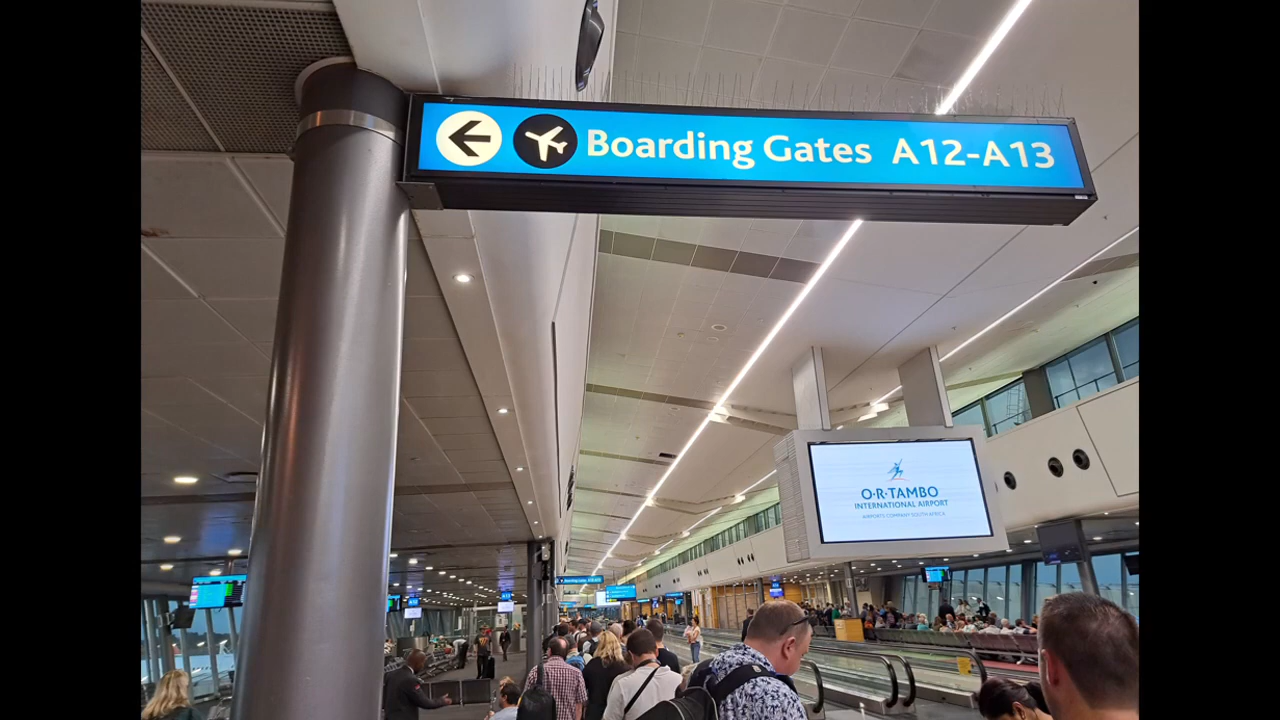 Boarding Gates A12-A13
O·R·TAMBO
INTERNATIONAL AIRPORT
AIRPORTS COMPANY SOUTH AFRICA